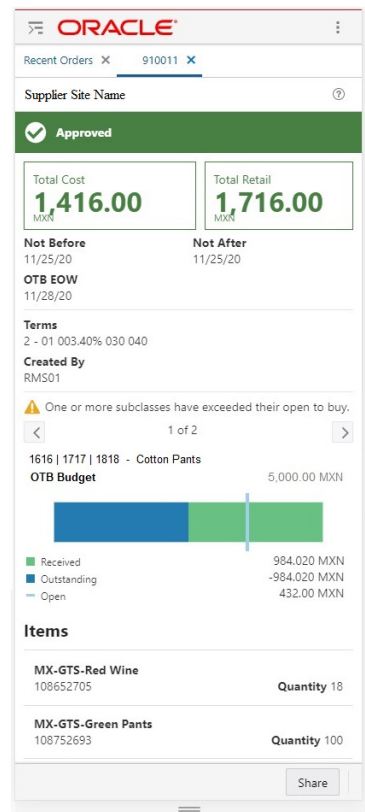 ORACLE
Recent Orders 910011
Supplier Site Name
Approved
Total Cost Total Retail
1,416.00 1,716.00
MXN MXN
Not Before Not After
11/25/20 11/25/20
OTB EOW
11/28/20
Terms
2 - 01 003.40% 030 040
Created By
RMS01
One or more subclasses have exceeded their open to buy.
1 of 2
1616 | 1717 | 1818 - Cotton Pants
OTB Budget 5,000.00 MXN
Received 984.020 MXN
Outstanding -984.020 MXN
Open 432.00 MXN
Items
MX-GTS-Red Wine
108652705 Quantity 18
MX-GTS-Green Pants
108752693 Quantity 100
Share